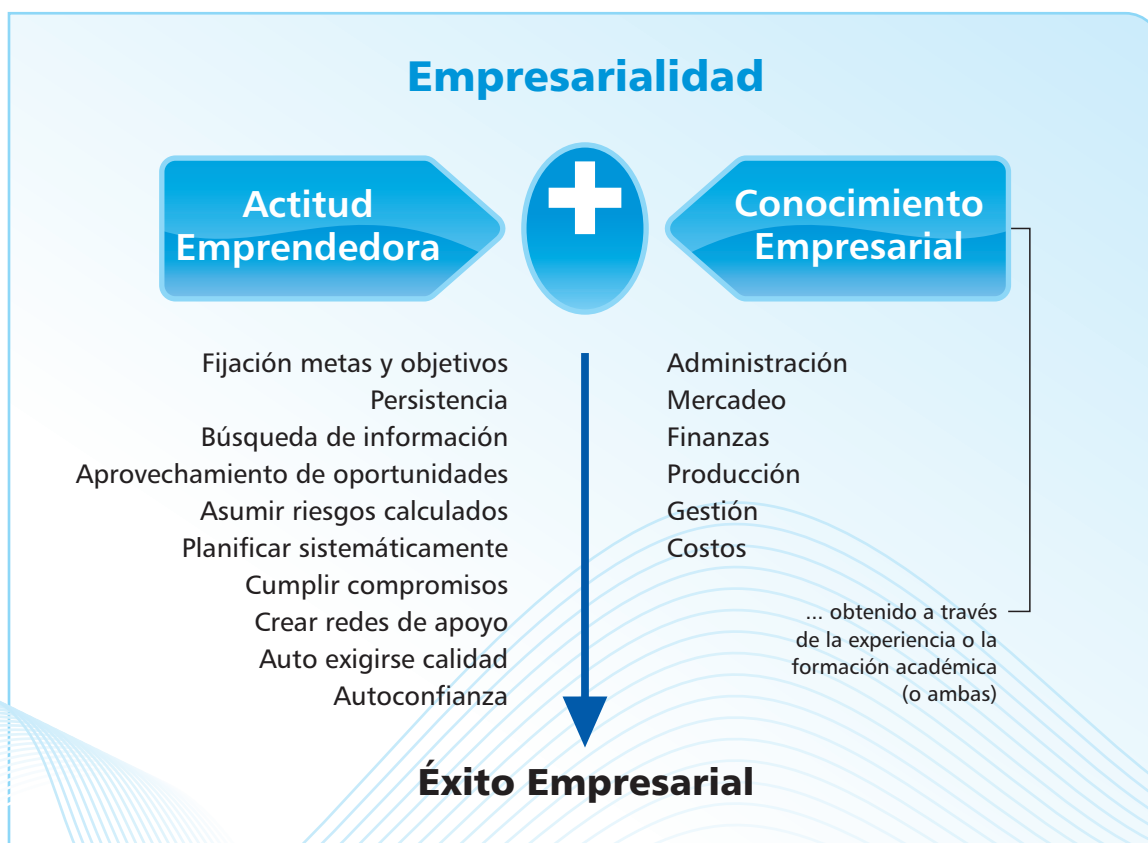 Empresarialidad
Actitud
Emprendedora
+
Conocimiento
Empresarial
Fijación metas y objetivos
Persistencia
Búsqueda de información
Aprovechamiento de oportunidades
Asumir riesgos calculados
Planificar sistemáticamente
Cumplir compromisos
Crear redes de apoyo
Auto exigirse calidad
Autoconfianza
Administración
Mercadeo
Finanzas
Producción
Gestión
Costos
... obtenido a través
de la experiencia o la
formación académica
(o ambas)
Éxito Empresarial